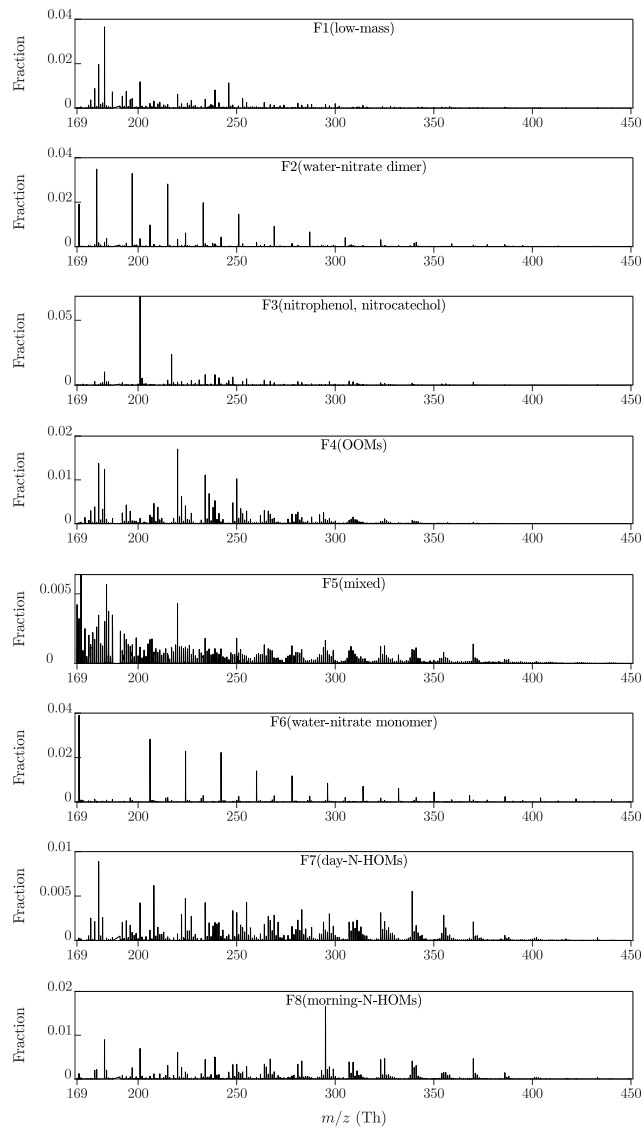 F1(low-mass)
Fraction
0.04
0.02
0
169 200 250 300 350 400 450
F2(water-nitrate dimer)
Fraction
0.04
0.02
0
169 200 250 300 350 400 450
F3(nitrophenol, nitrocatechol)
Fraction
0.05
0
169 200 250 300 350 400 450
F4(OOMs)
Fraction
0.02
0.01
0
169 200 250 300 350 400 450
F5(mixed)
Fraction
0.005
0
169 200 250 300 350 400 450
F6(water-nitrate monomer)
Fraction
0.04
0.02
0
169 200 250 300 350 400 450
F7(day-N-HOMs)
Fraction
0.01
0.005
0
169 200 250 300 350 400 450
F8(morning-N-HOMs)
Fraction
0.02
0.01
0
169 200 250 300 350 400 450
m/z (Th)